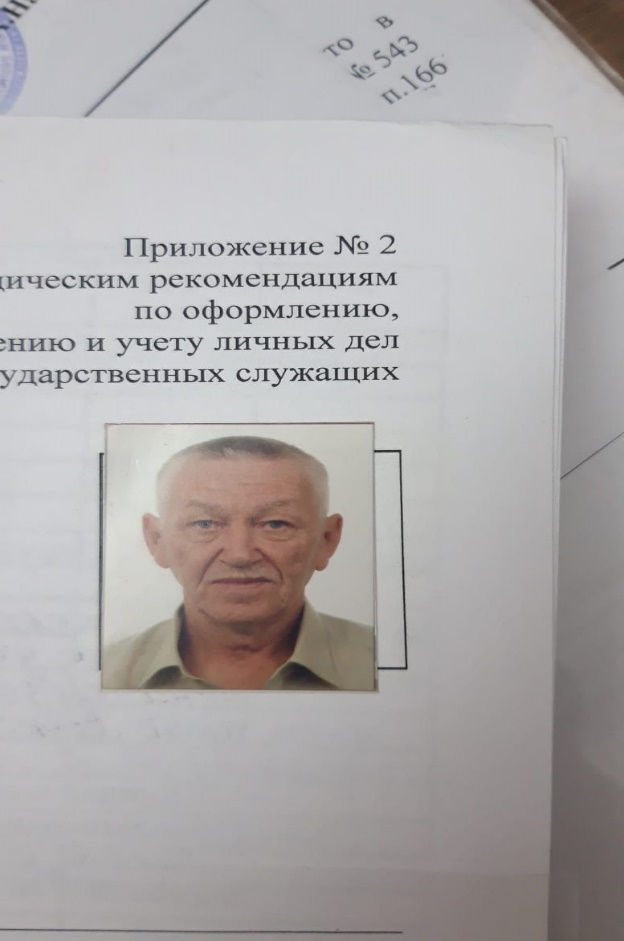 то в
№ 543
п.166
Приложение № 2
дическим рекомендациям
по оформлению,
ению и учету личных дел
ударственных служащих